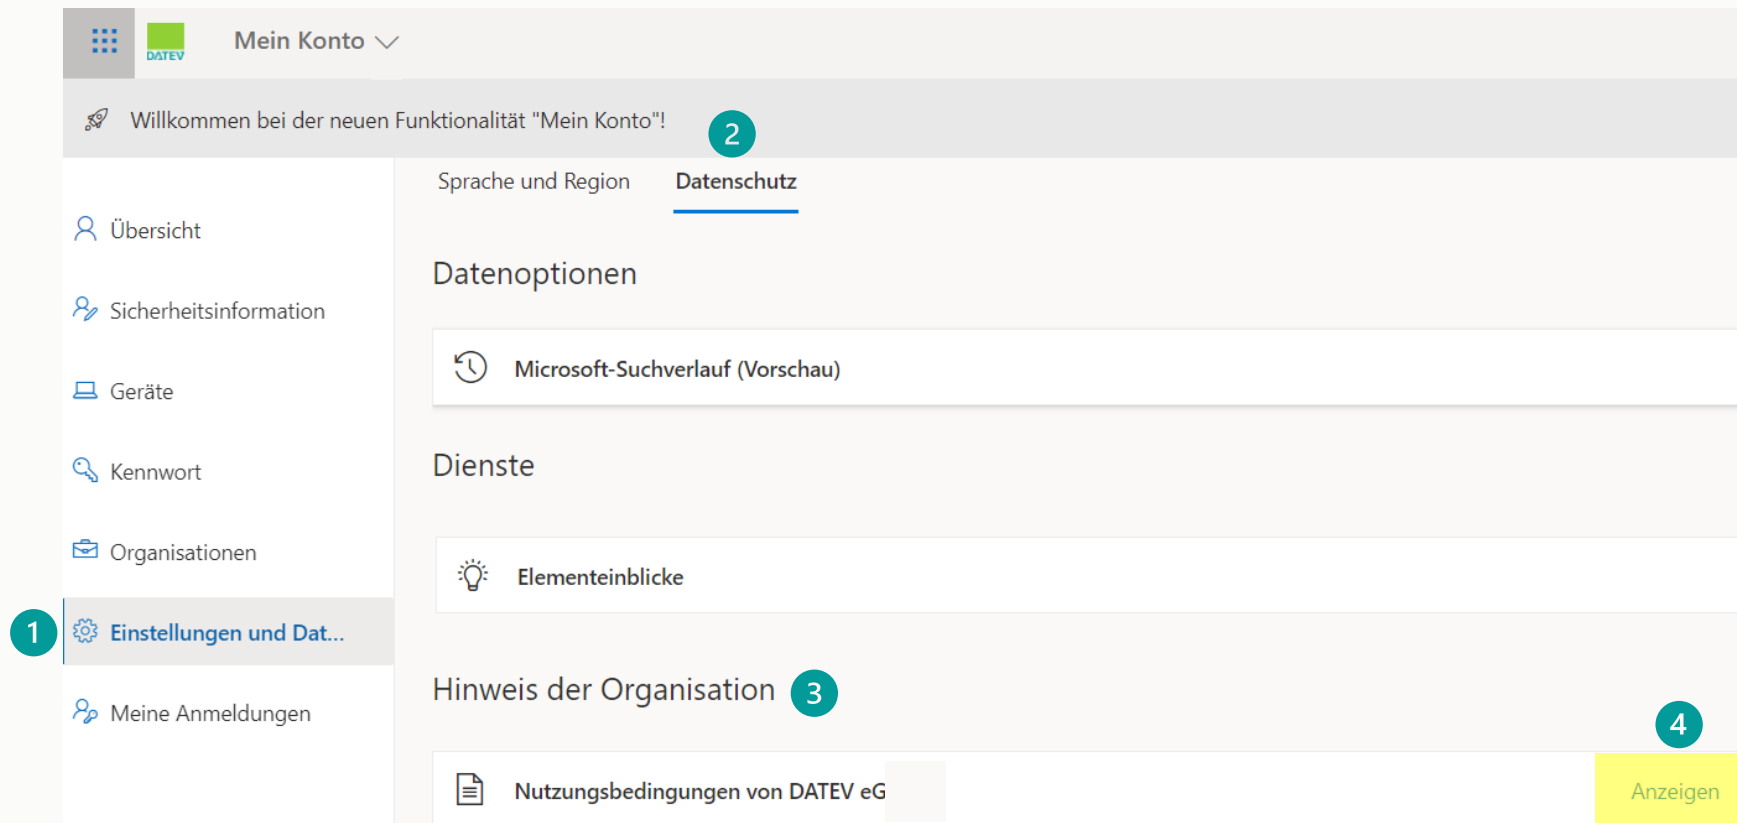 DATEV
Mein Konto
Willkommen bei der neuen Funktionalität "Mein Konto"!
2
Sprache und Region
Datenschutz
Übersicht
Sicherheitsinformation
Geräte
Kennwort
Organisationen
1
Einstellungen und Dat...
Meine Anmeldungen
Datenoptionen
Microsoft-Suchverlauf (Vorschau)
Dienste
Elementeinblicke
Hinweis der Organisation
3
4
Nutzungsbedingungen von DATEV eG
Anzeigen